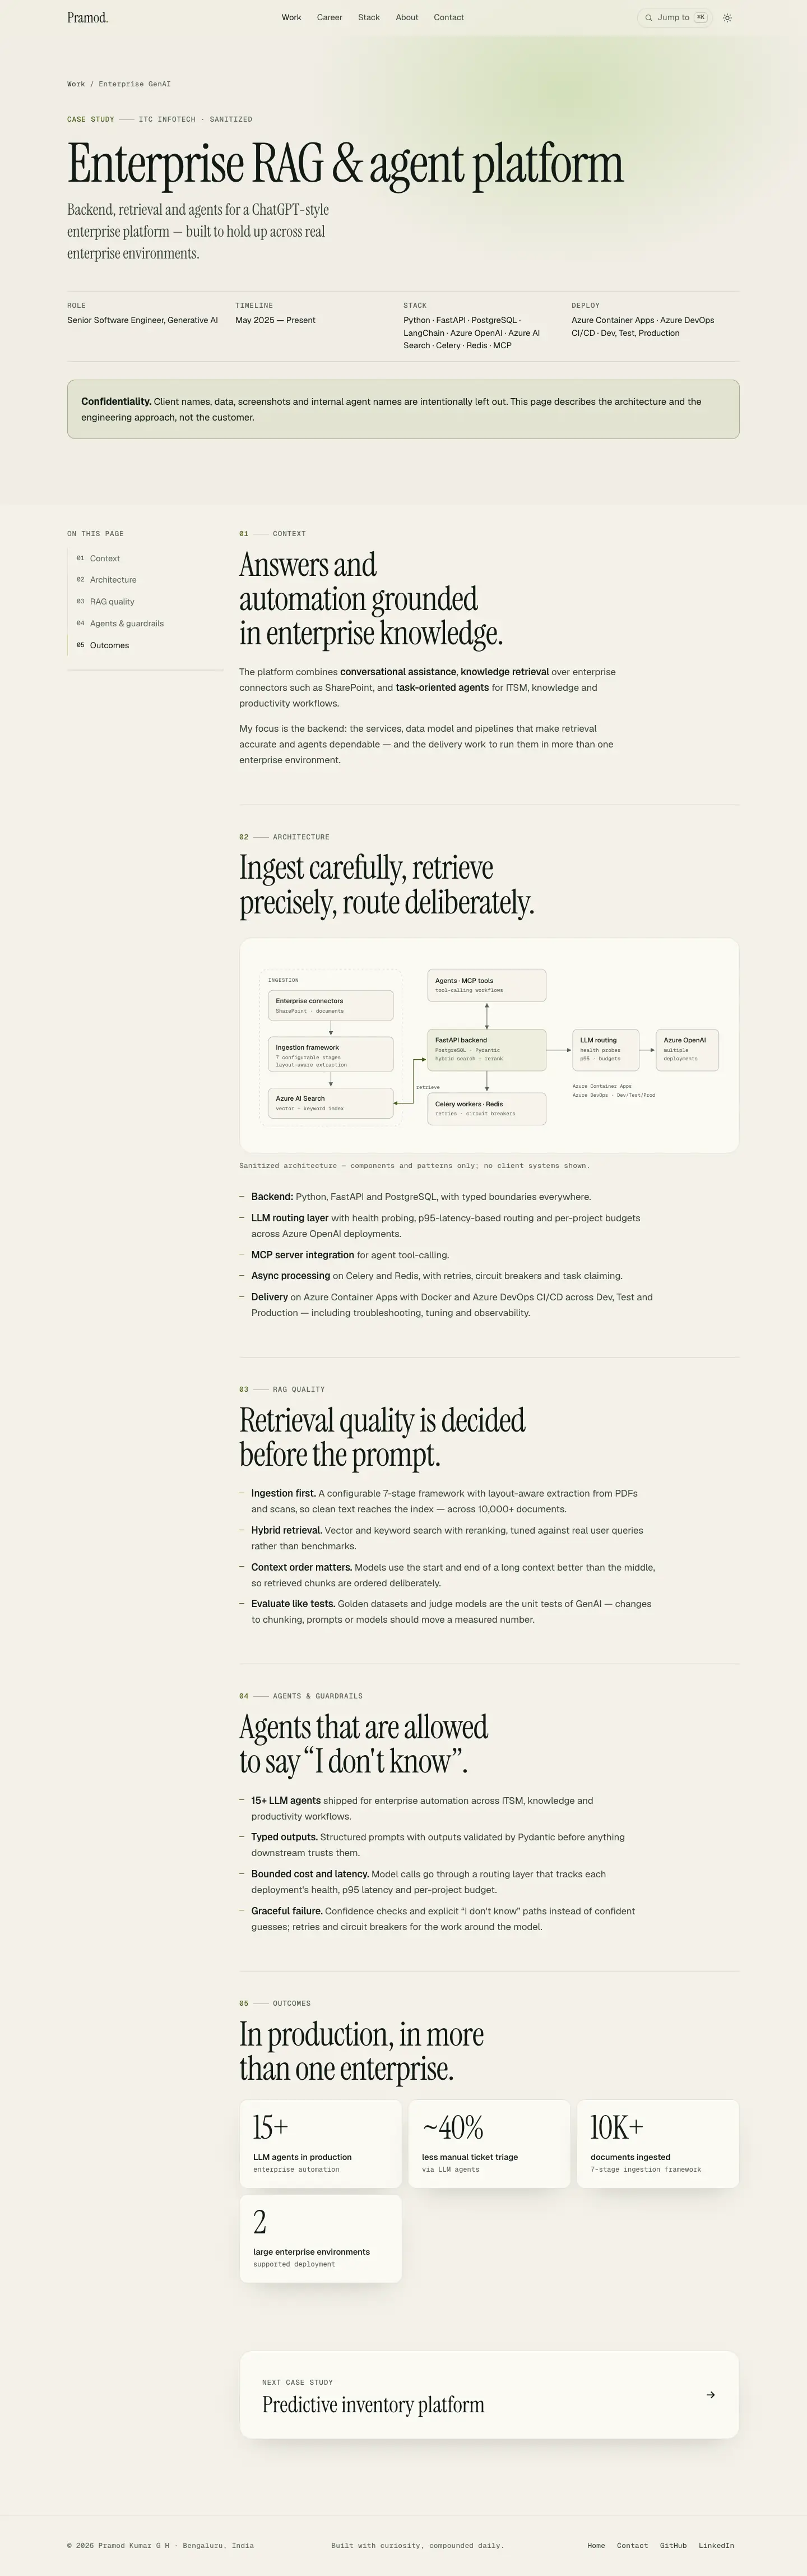 Pramod.
Work Career Stack About Contact
Jump to ⌘K
Work / Enterprise GenAI
CASE STUDY ITC INFOTECH · SANITIZED
Enterprise RAG & agent platform
Backend, retrieval and agents for a ChatGPT-style
enterprise platform — built to hold up across real
enterprise environments.
ROLE
Senior Software Engineer, Generative AI
TIMELINE
May 2025 — Present
STACK
Python · FastAPI · PostgreSQL ·
LangChain · Azure OpenAI · Azure AI
Search · Celery · Redis · MCP
DEPLOY
Azure Container Apps · Azure DevOps
CI/CD · Dev, Test, Production
Confidentiality. Client names, data, screenshots and internal agent names are intentionally left out. This page describes the architecture and the
engineering approach, not the customer.
ON THIS PAGE
01 Context
02 Architecture
03 RAG quality
04 Agents & guardrails
05 Outcomes
01 CONTEXT
Answers and
automation grounded
in enterprise knowledge.
The platform combines conversational assistance, knowledge retrieval over enterprise
connectors such as SharePoint, and task-oriented agents for ITSM, knowledge and
productivity workflows.
My focus is the backend: the services, data model and pipelines that make retrieval
accurate and agents dependable — and the delivery work to run them in more than one
enterprise environment.
02 ARCHITECTURE
Ingest carefully, retrieve
precisely, route deliberately.
INGESTION
Enterprise connectors
SharePoint · documents
Ingestion framework
7 configurable stages
layout-aware extraction
Azure AI Search
vector + keyword index
retrieve
Agents · MCP tools
tool-calling workflows
FastAPI backend
PostgreSQL · Pydantic
hybrid search + rerank
Celery workers · Redis
retries · circuit breakers
LLM routing
health probes
p95 · budgets
Azure OpenAI
multiple
deployments
Azure Container Apps
Azure DevOps · Dev/Test/Prod
Sanitized architecture — components and patterns only; no client systems shown.
— Backend: Python, FastAPI and PostgreSQL, with typed boundaries everywhere.
— LLM routing layer with health probing, p95-latency-based routing and per-project budgets
across Azure OpenAI deployments.
— MCP server integration for agent tool-calling.
— Async processing on Celery and Redis, with retries, circuit breakers and task claiming.
— Delivery on Azure Container Apps with Docker and Azure DevOps CI/CD across Dev, Test and
Production — including troubleshooting, tuning and observability.
03 RAG QUALITY
Retrieval quality is decided
before the prompt.
— Ingestion first. A configurable 7-stage framework with layout-aware extraction from PDFs
and scans, so clean text reaches the index — across 10,000+ documents.
— Hybrid retrieval. Vector and keyword search with reranking, tuned against real user queries
rather than benchmarks.
— Context order matters. Models use the start and end of a long context better than the middle,
so retrieved chunks are ordered deliberately.
— Evaluate like tests. Golden datasets and judge models are the unit tests of GenAI — changes
to chunking, prompts or models should move a measured number.
04 AGENTS & GUARDRAILS
Agents that are allowed
to say “I don't know”.
— 15+ LLM agents shipped for enterprise automation across ITSM, knowledge and
productivity workflows.
— Typed outputs. Structured prompts with outputs validated by Pydantic before anything
downstream trusts them.
— Bounded cost and latency. Model calls go through a routing layer that tracks each
deployment's health, p95 latency and per-project budget.
— Graceful failure. Confidence checks and explicit “I don't know” paths instead of confident
guesses; retries and circuit breakers for the work around the model.
05 OUTCOMES
In production, in more
than one enterprise.
15+
LLM agents in production
enterprise automation
~40%
less manual ticket triage
via LLM agents
10K+
documents ingested
7-stage ingestion framework
2
large enterprise environments
supported deployment
NEXT CASE STUDY
Predictive inventory platform
© 2026 Pramod Kumar G H · Bengaluru, India
Built with curiosity, compounded daily.
Home Contact GitHub LinkedIn